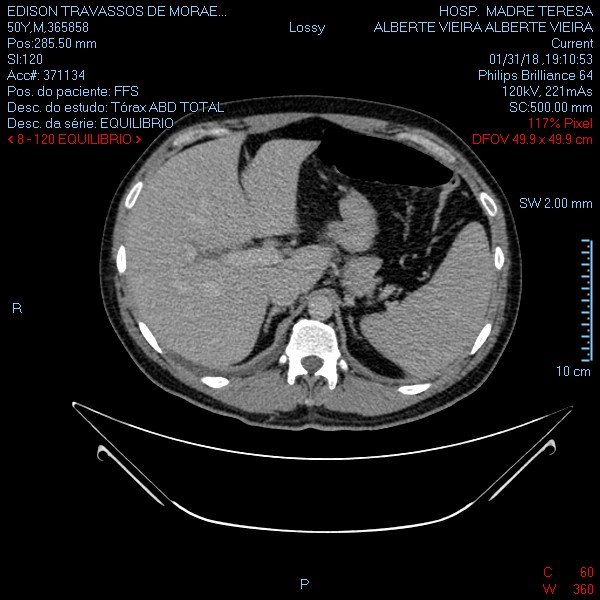 EDISON TRAVASSOS DE MORAE...
50Y,M,365858
Pos:285.50 mm
SI:120
Acc#: 371134
Pos. do paciente: FFS
Desc. do estudo: Tórax ABD TOTAL
Desc. da série: EQUILIBRIO
< 8 - 120 EQUILIBRIO >
Lossy
HOSP. MADRE TERESA
ALBERTE VIEIRA ALBERTE VIEIRA
Current
01/31/18 ,19:10:53
Philips Brilliance 64
120kV, 221mAs
SC:500.00 mm
117% Pixel
DFOV 49.9 x 49.9 cm
SW 2.00 mm
R
10 cm
P
C 60
W 360